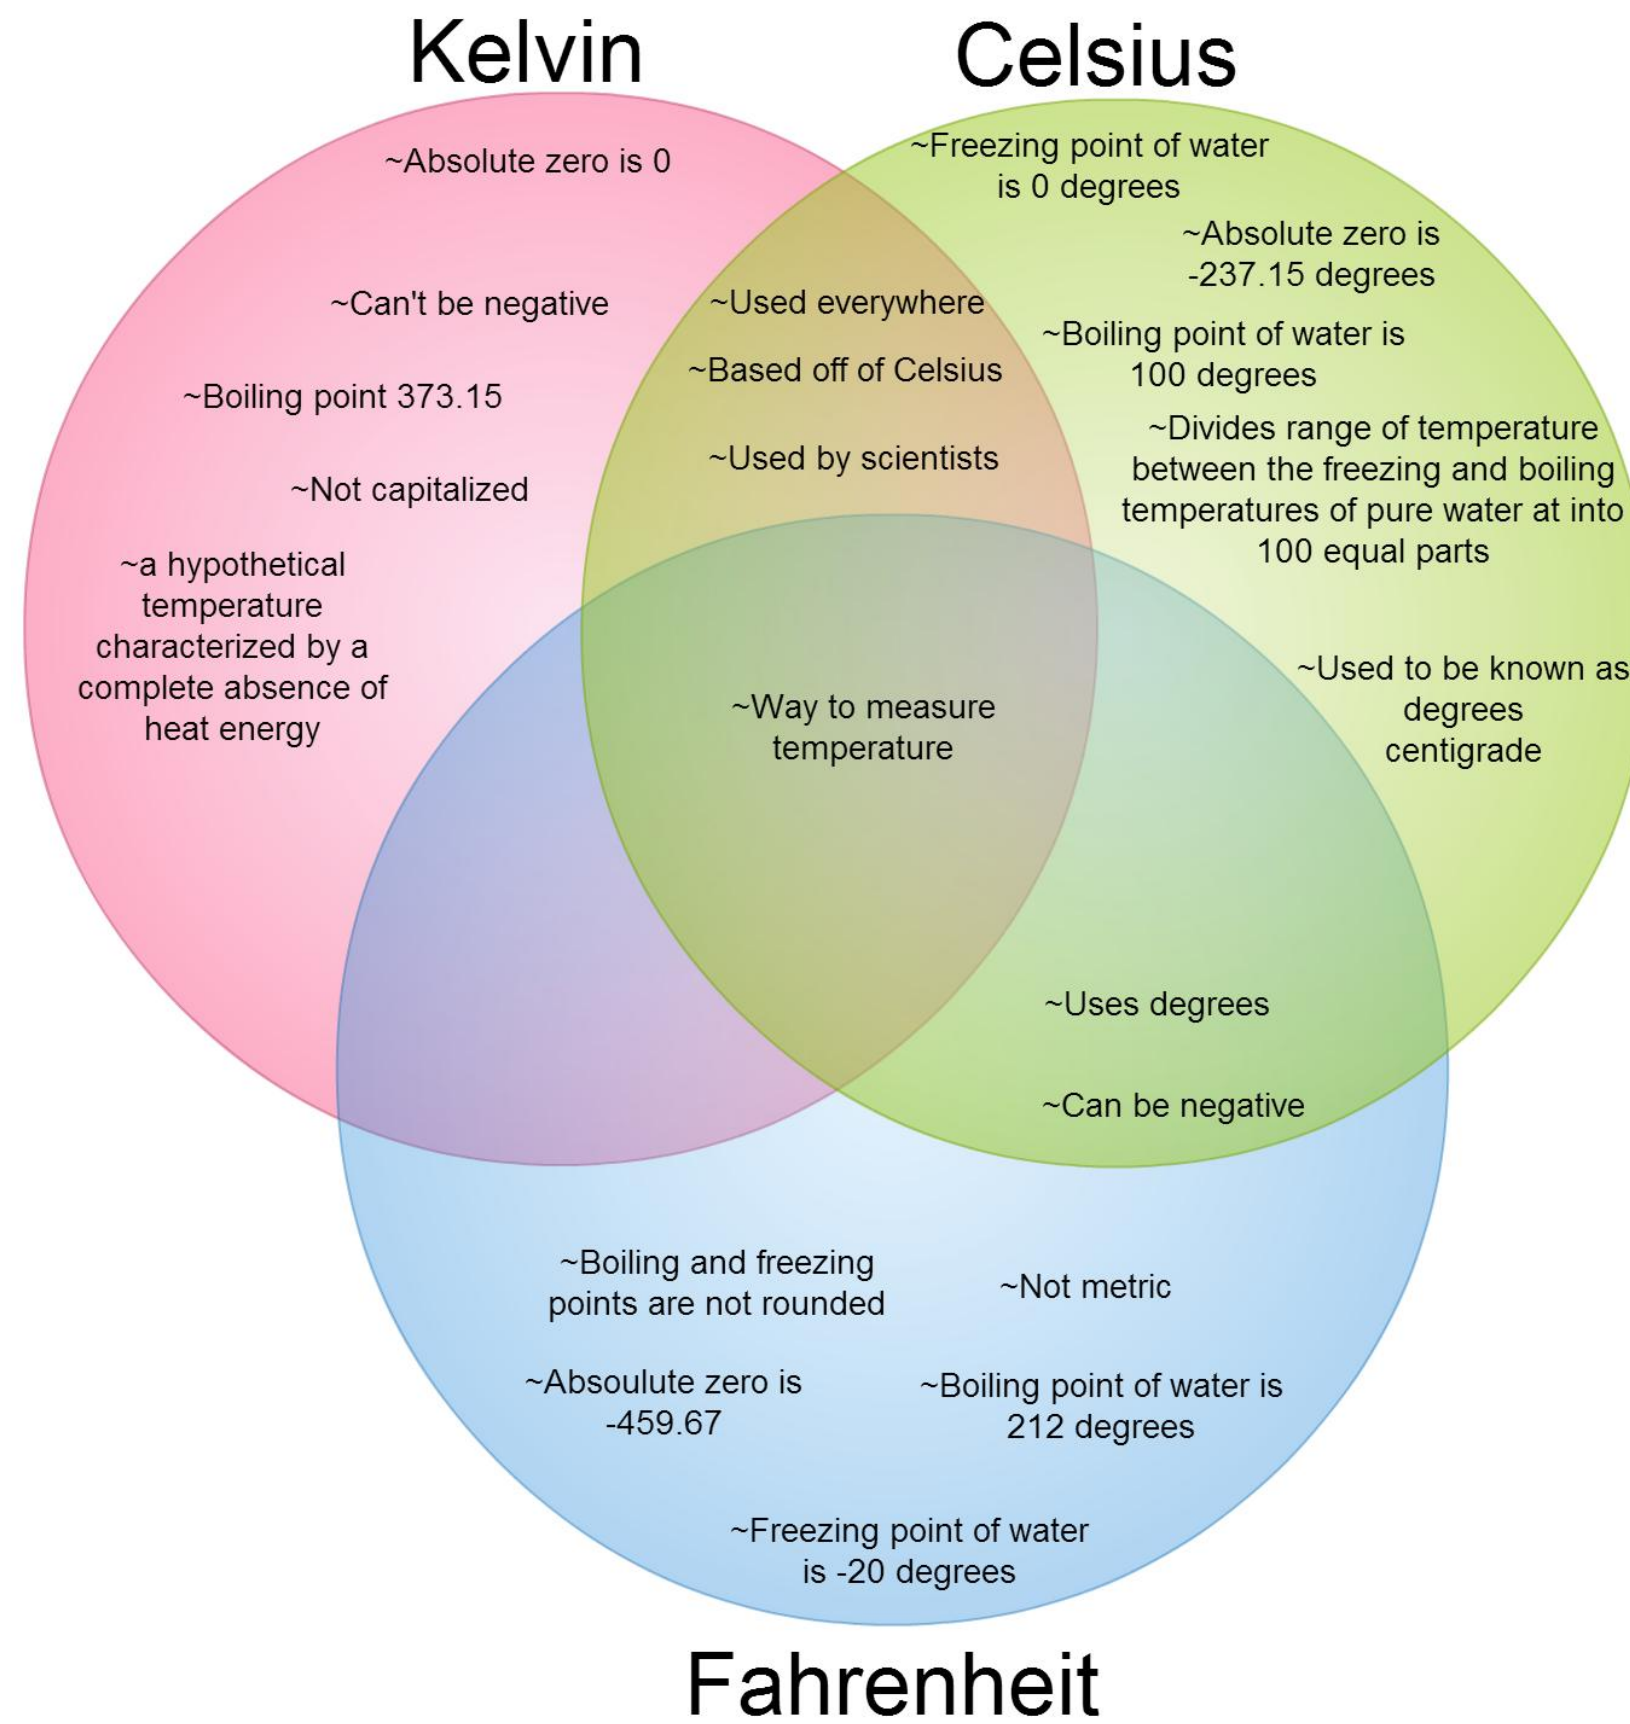 Kelvin
Celsius
~Absolute zero is 0
~Can't be negative
~Boiling point 373.15
~Not capitalized
~a hypothetical
temperature
characterized by a
complete absence of
heat energy
~Used everywhere
~Based off of Celsius
~Used by scientists
~Freezing point of water
is 0 degrees
~Absolute zero is
-237.15 degrees
~Boiling point of water is
100 degrees
~Divides range of temperature
between the freezing and boiling
temperatures of pure water at into
100 equal parts
~Used to be known as
degrees
centigrade
~Way to measure
temperature
~Uses degrees
~Can be negative
~Boiling and freezing
points are not rounded
~Not metric
~Absoulute zero is
-459.67
~Boiling point of water is
212 degrees
~Freezing point of water
is -20 degrees
Fahrenheit